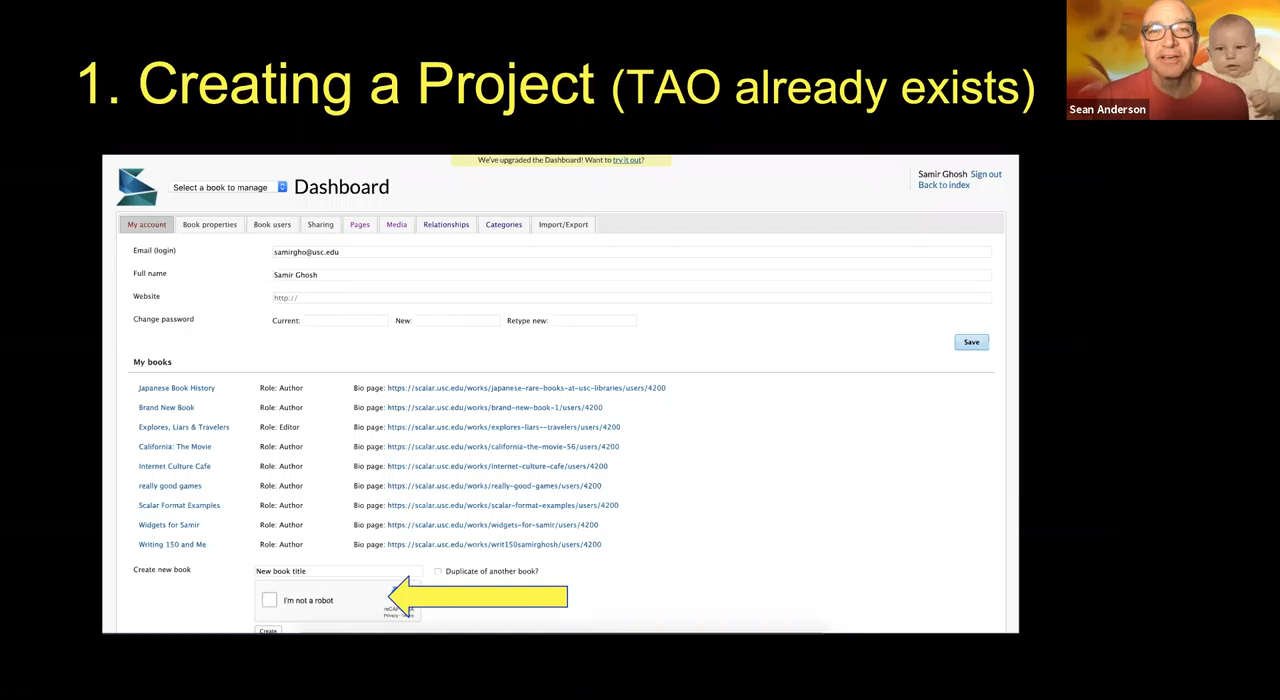 1. Creating a Project (TAO already exists)
Sean Anderson
We've upgraded the Dashboard! Want to try it out?
Select a book to manage Dashboard
Samir Ghosh Sign out
Back to index
My account Book properties Book users Sharing Pages Media Relationships Categories Import/Export
Email (login) samirgho@usc.edu
Full name Samir Ghosh
Website http://
Change password Current: New: Retype new:
Save
My books
Japanese Book History Role: Author Bio page: https://scalar.usc.edu/works/japanese-rare-books-at-usc-libraries/users/4200
Brand New Book Role: Author Bio page: https://scalar.usc.edu/works/brand-new-book-1/users/4200
Explores, Liars & Travelers Role: Editor Bio page: https://scalar.usc.edu/works/explores-liars--travelers/users/4200
California: The Movie Role: Author Bio page: https://scalar.usc.edu/works/california-the-movie-56/users/4200
Internet Culture Cafe Role: Author Bio page: https://scalar.usc.edu/works/internet-culture-cafe/users/4200
really good games Role: Author Bio page: https://scalar.usc.edu/works/really-good-games/users/4200
Scalar Format Examples Role: Author Bio page: https://scalar.usc.edu/works/scalar-format-examples/users/4200
Widgets for Samir Role: Author Bio page: https://scalar.usc.edu/works/widgets-for-samir/users/4200
Writing 150 and Me Role: Author Bio page: https://scalar.usc.edu/works/writ150samirghosh/users/4200
Create new book New book title Duplicate of another book?
I'm not a robot
Privacy - Terms
Create